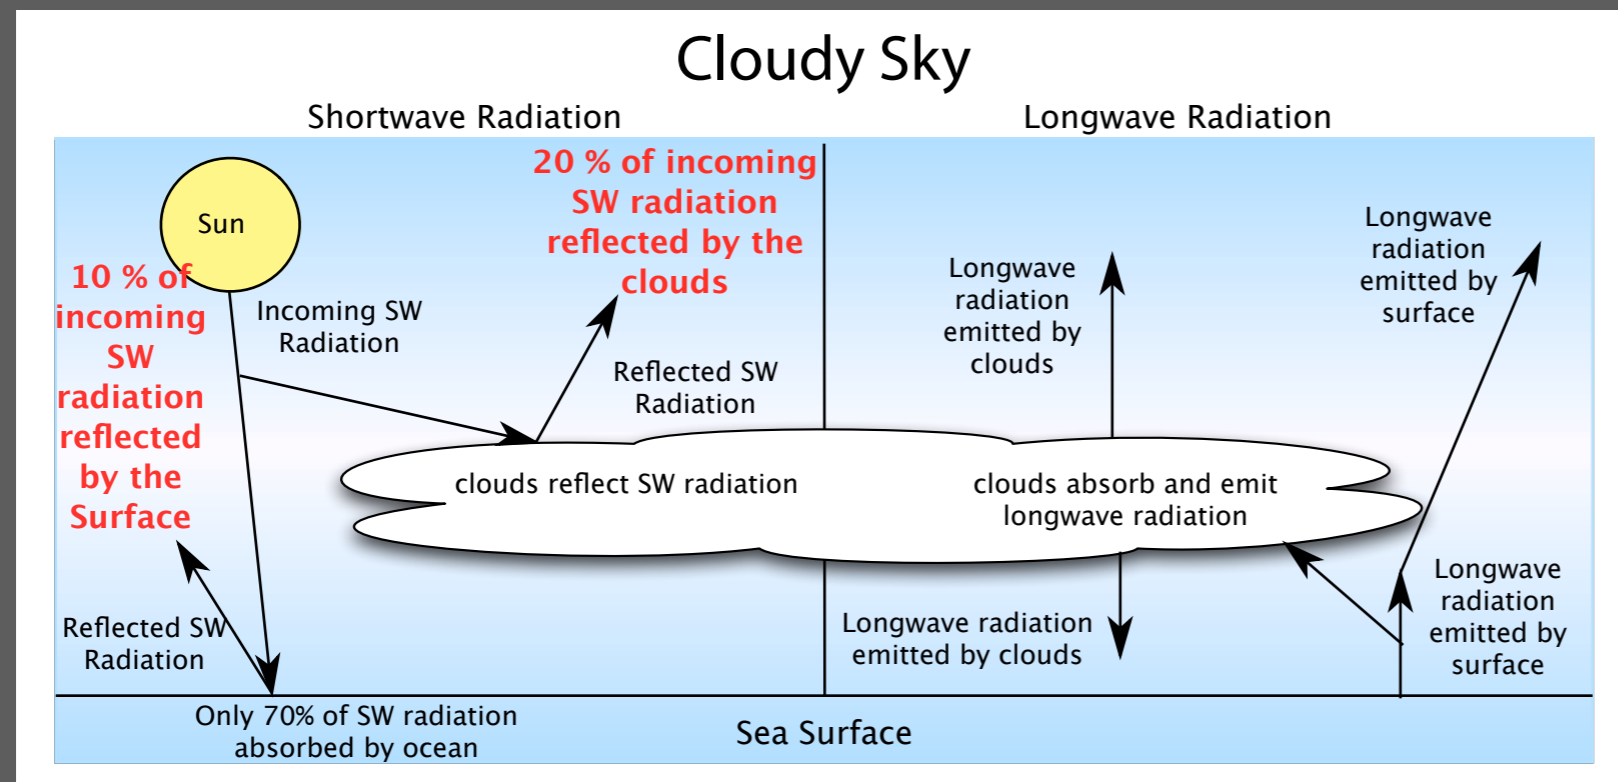 Cloudy Sky
Shortwave Radiation
Longwave Radiation
Sun
10 % of
incoming
SW
radiation
reflected
by the
Surface
Incoming SW
Radiation
20 % of incoming
SW radiation
reflected by the
clouds
Reflected SW
Radiation
clouds reflect SW radiation
Reflected SW
Radiation
Only 70% of SW radiation
absorbed by ocean
Longwave
radiation
emitted by
clouds
Longwave
radiation
emitted by
surface
clouds absorb and emit
longwave radiation
Longwave radiation
emitted by clouds
Longwave
radiation
emitted by
surface
Sea Surface